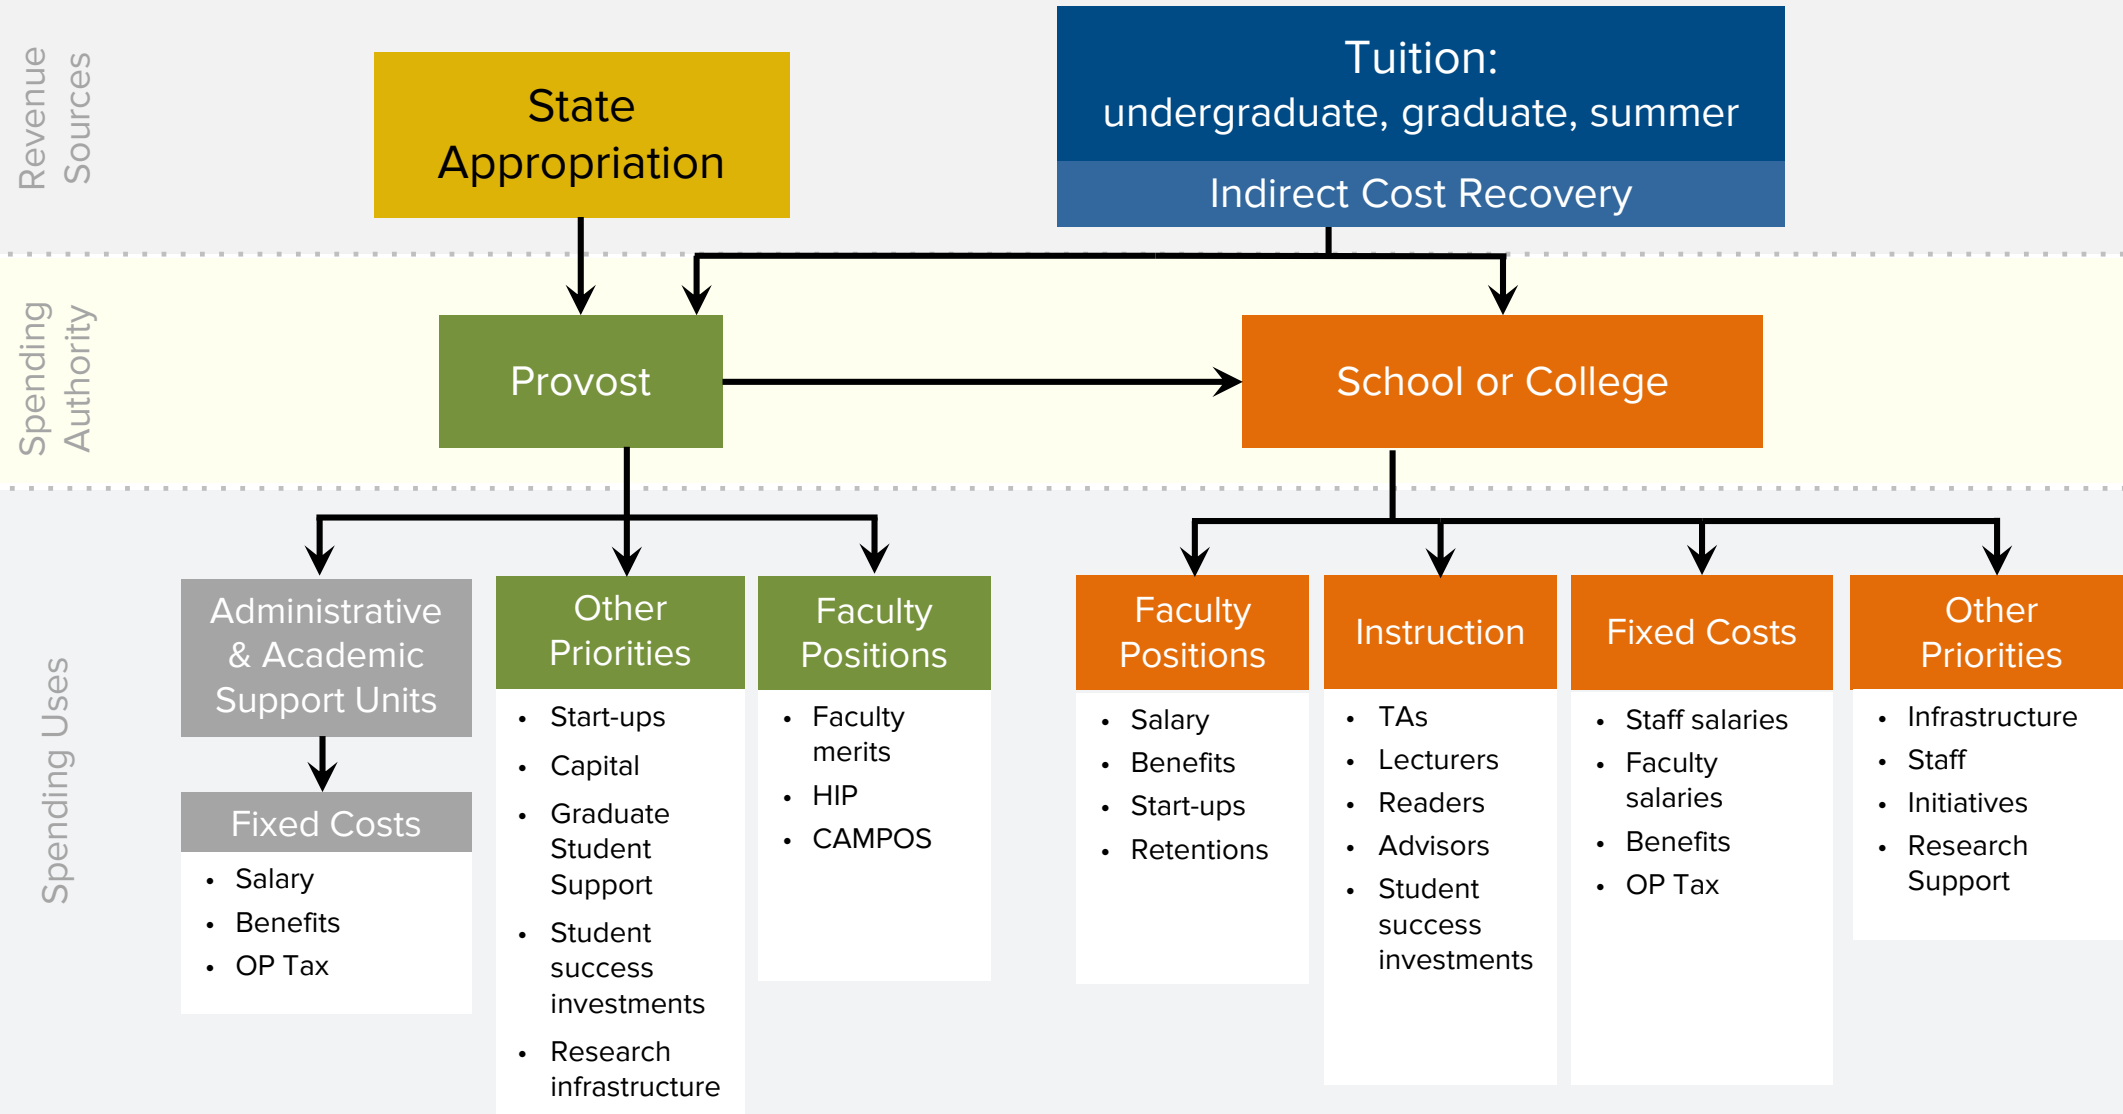 Revenue
Sources
State
Appropriation
Tuition:
undergraduate, graduate, summer
Indirect Cost Recovery
Spending
Authority
Provost
School or College
Spending Uses
Administrative
& Academic
Support Units
Fixed Costs
• Salary
• Benefits
• OP Tax
Other
Priorities
• Start-ups
• Capital
• Graduate
Student
Support
• Student
success
investments
• Research
infrastructure
Faculty
Positions
• Faculty
merits
• HIP
• CAMPOS
Faculty
Positions
• Salary
• Benefits
• Start-ups
• Retentions
Instruction
• TAs
• Lecturers
• Readers
• Advisors
• Student
success
investments
Fixed Costs
• Staff salaries
• Faculty
salaries
• Benefits
• OP Tax
Other
Priorities
• Infrastructure
• Staff
• Initiatives
• Research
Support